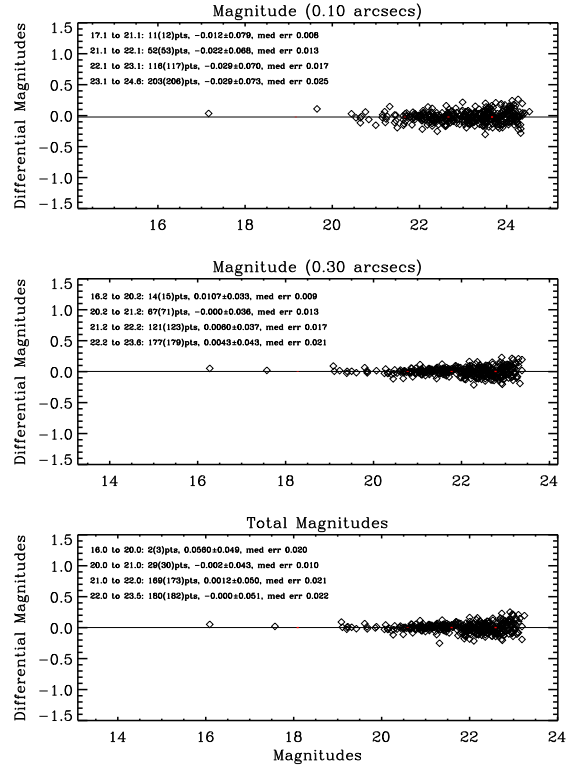 Magnitude (0.10 arcsecs)
Differential Magnitudes
1.5
1.0
0.5
0.0
−0.5
−1.0
−1.5
17.1 to 21.1: 11(12)pts, −0.012±0.079, med err 0.006
21.1 to 22.1: 52(53)pts, −0.022±0.068, med err 0.013
22.1 to 23.1: 116(117)pts, −0.029±0.070, med err 0.017
23.1 to 24.6: 203(206)pts, −0.029±0.073, med err 0.025
16 18 20 22 24
Magnitude (0.30 arcsecs)
Differential Magnitudes
1.5
1.0
0.5
0.0
−0.5
−1.0
−1.5
16.2 to 20.2: 14(15)pts, 0.0107±0.033, med err 0.009
20.2 to 21.2: 67(71)pts, −0.000±0.036, med err 0.013
21.2 to 22.2: 121(123)pts, 0.0060±0.037, med err 0.017
22.2 to 23.6: 177(179)pts, 0.0043±0.043, med err 0.021
14 16 18 20 22 24
Total Magnitudes
Differential Magnitudes
1.5
1.0
0.5
0.0
−0.5
−1.0
−1.5
16.0 to 20.0: 2(3)pts, 0.0560±0.049, med err 0.020
20.0 to 21.0: 29(30)pts, −0.002±0.043, med err 0.010
21.0 to 22.0: 169(173)pts, 0.0012±0.050, med err 0.021
22.0 to 23.5: 180(182)pts, −0.000±0.051, med err 0.022
14 16 18 20 22 24
Magnitudes